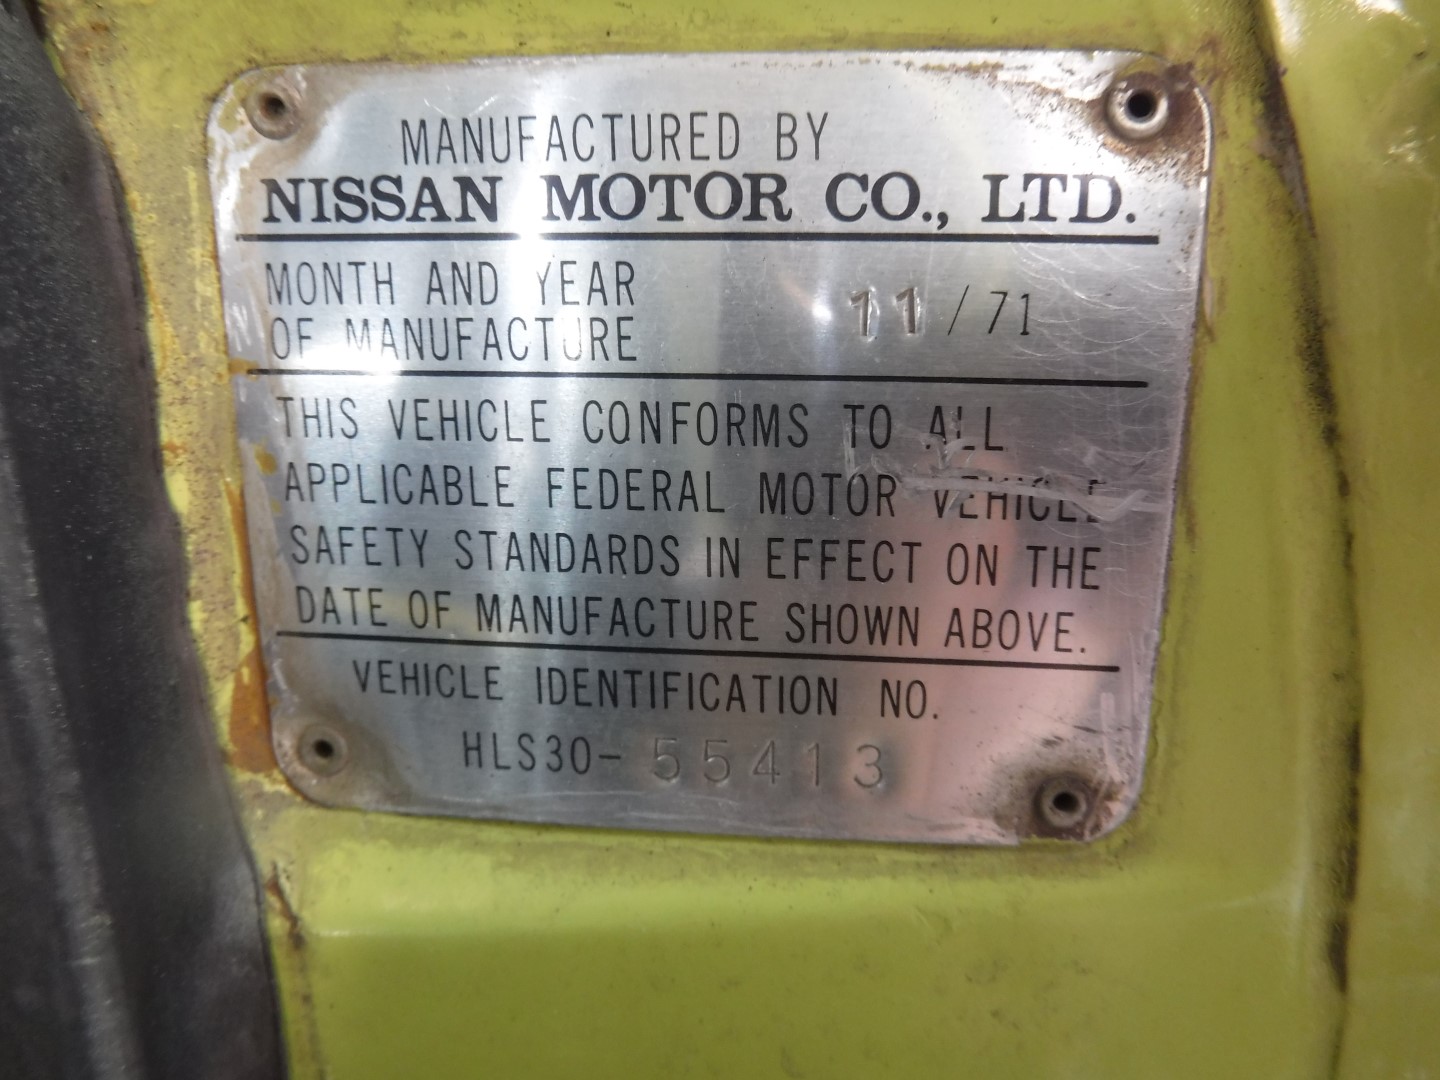 MANUFACTURED BY
NISSAN MOTOR CO., LTD.
MONTH AND YEAR
OF MANUFACTURE
11/71
THIS VEHICLE CONFORMS TO ALL
APPLICABLE FEDERAL MOTOR VEHICLE
SAFETY STANDARDS IN EFFECT ON THE
DATE OF MANUFACTURE SHOWN ABOVE.
VEHICLE IDENTIFICATION NO.
HLS30-55413